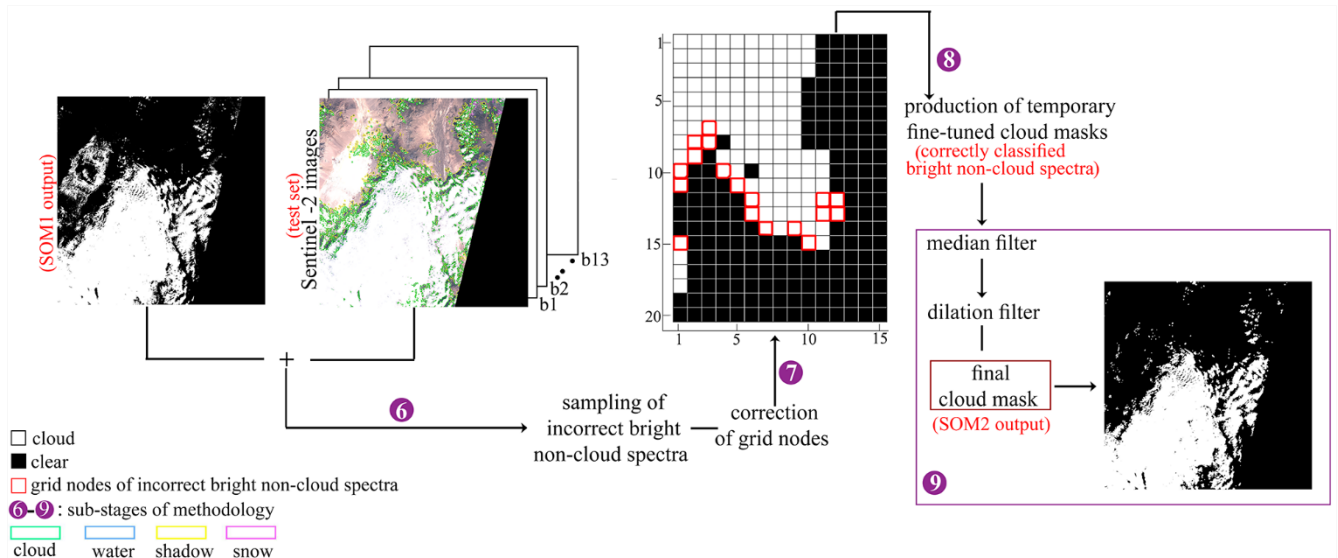 (SOM1 output)
Sentinel -2 images
(test set)
b13
b2
b1
+
6
sampling of
incorrect bright
non-cloud spectra
7
correction
of grid nodes
1
5
10
15
20
1
5
10
15
8
production of temporary
fine-tuned cloud masks
(correctly classified
bright non-cloud spectra)
median filter
dilation filter
final
cloud mask
(SOM2 output)
9
cloud
clear
grid nodes of incorrect bright non-cloud spectra
6-9 : sub-stages of methodology
cloud water shadow snow